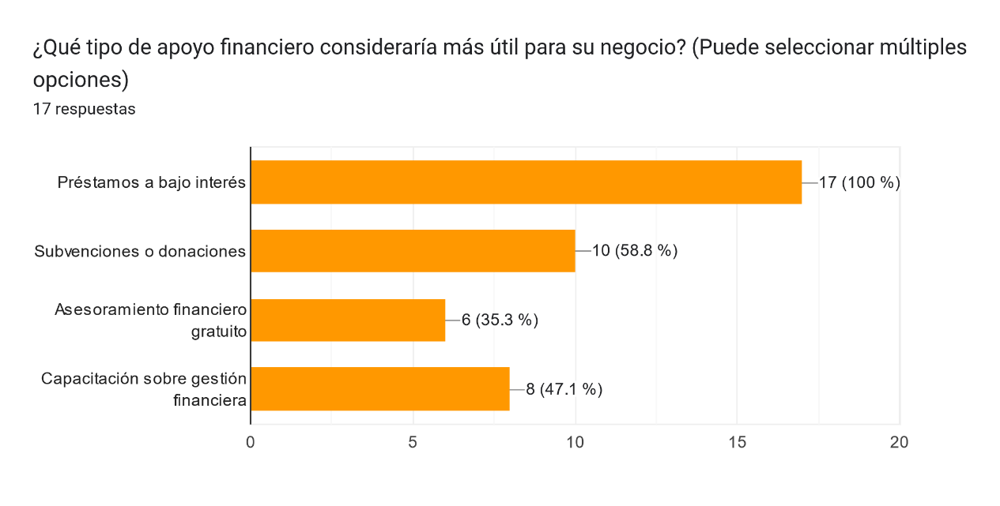 ¿Qué tipo de apoyo financiero consideraría más útil para su negocio? (Puede seleccionar múltiples
opciones)
17 respuestas
Préstamos a bajo interés
17 (100 %)
Subvenciones o donaciones
10 (58.8 %)
Asesoramiento financiero
gratuito
6 (35.3 %)
Capacitación sobre gestión
financiera
8 (47.1 %)
0
5
10
15
20